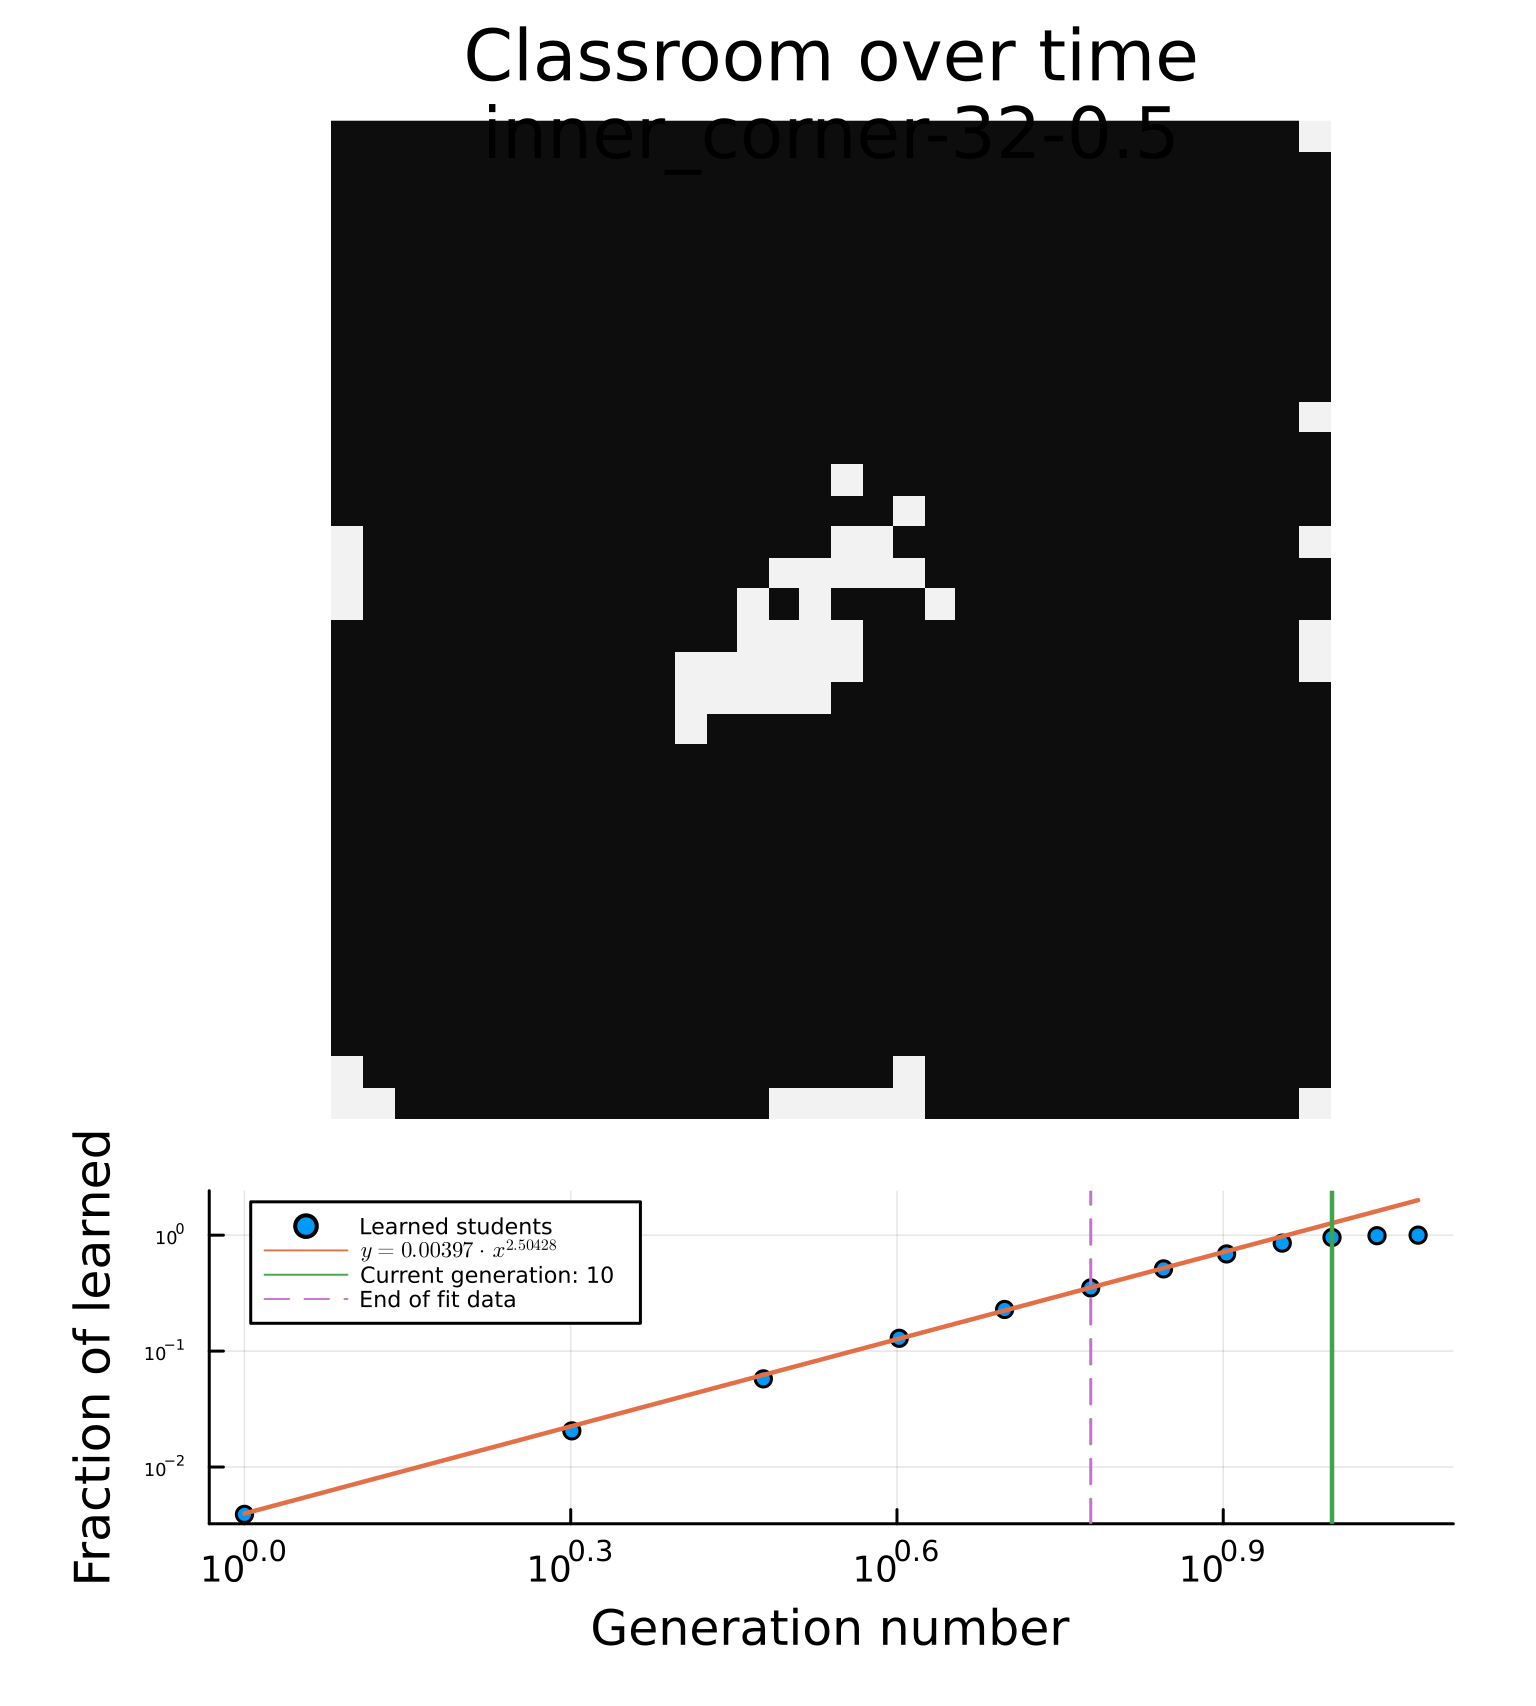 Classroom over time
inner_corner-32-0.5
Fraction of learned
10⁰
10⁻¹
10⁻²
Learned students
y = 0.00397 · x^2.50428
Current generation: 10
End of fit data
10^0.0
10^0.3
10^0.6
10^0.9
Generation number